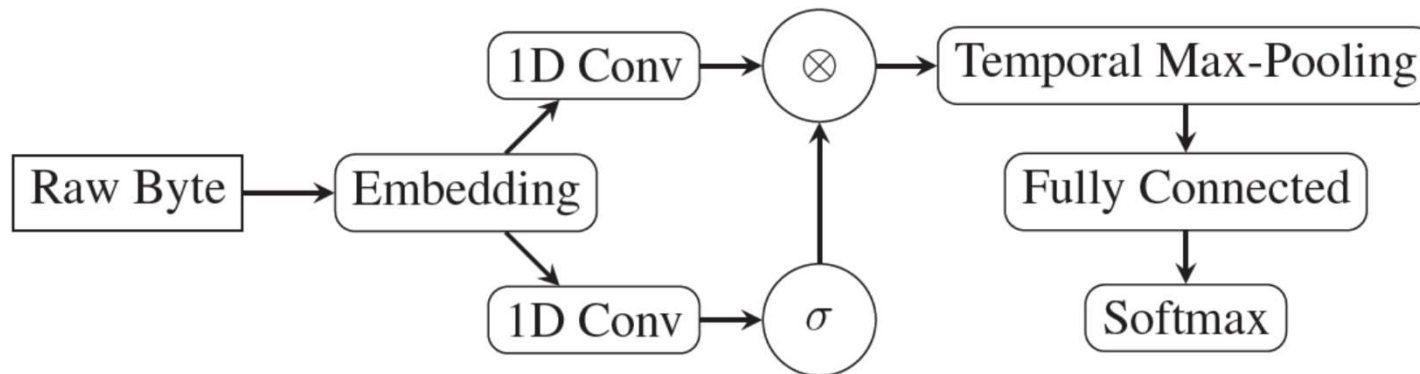 1D Conv
⊗
Temporal Max-Pooling
Raw Byte
Embedding
Fully Connected
1D Conv
σ
Softmax